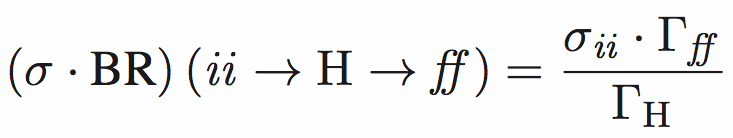 (σ · BR) (ii → H → ff) = σ_ii · Γ_ff / Γ_H